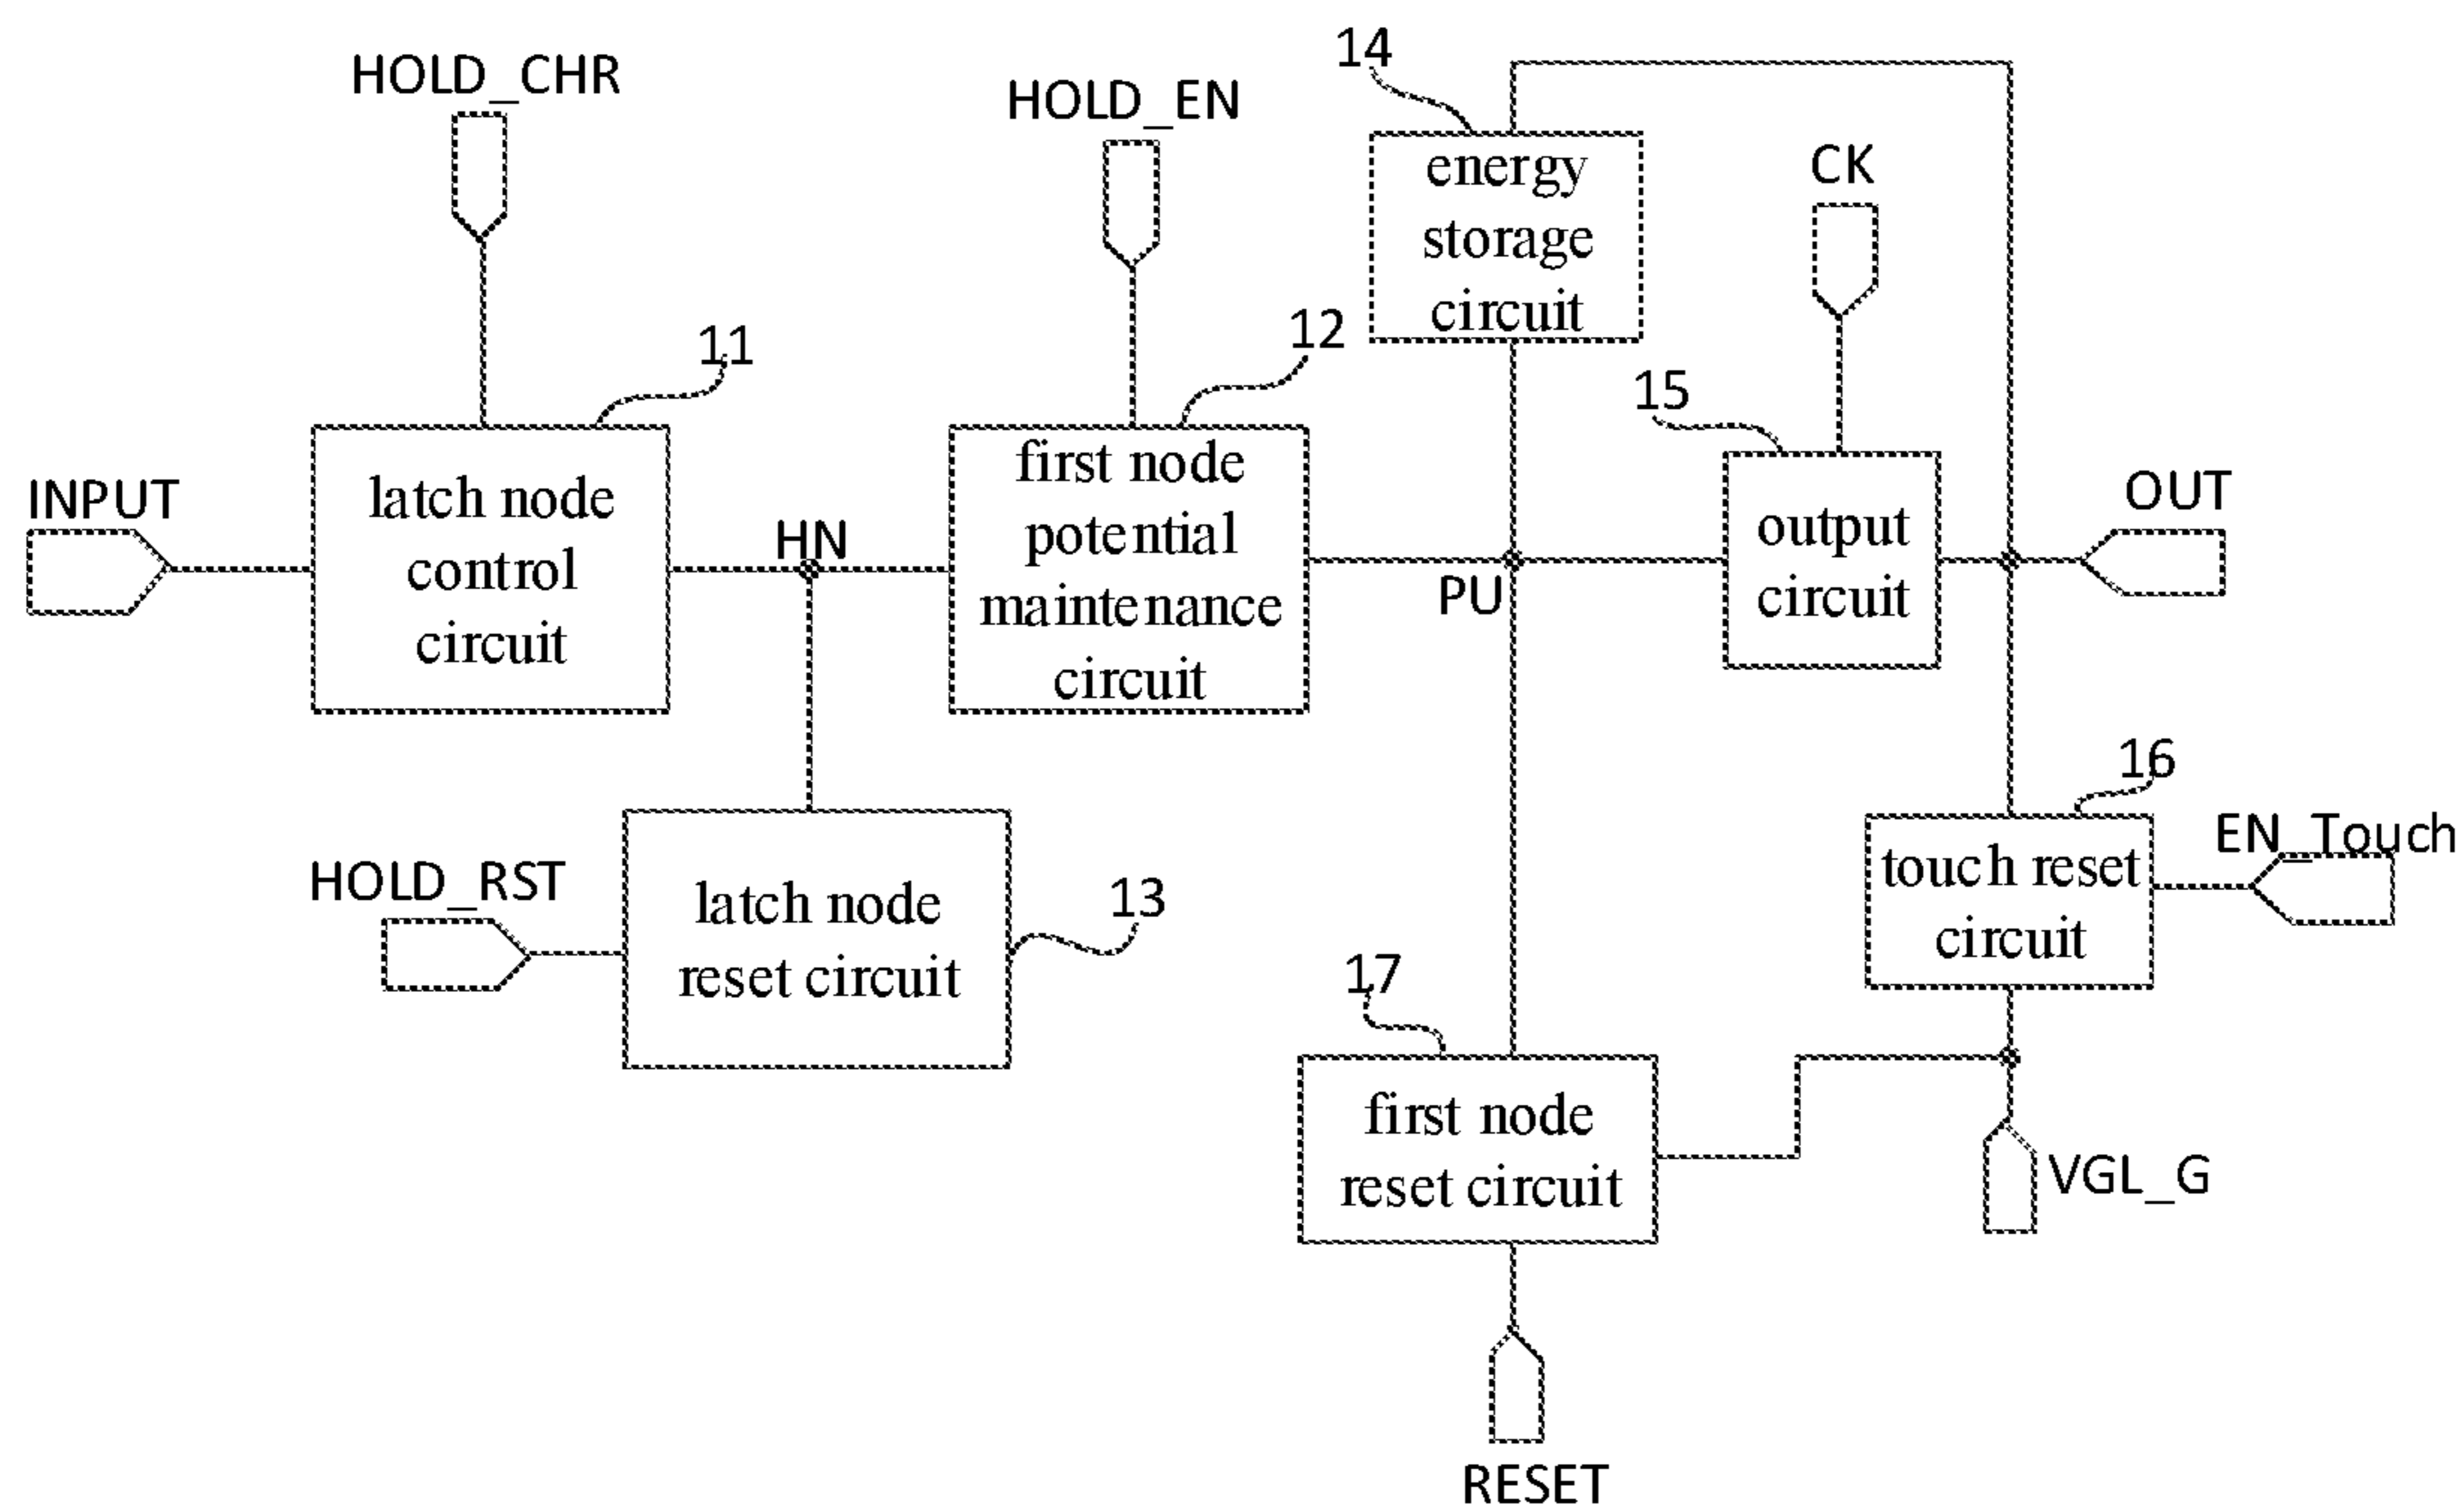 14
HOLD_CHR
HOLD_EN
energy
storage
circuit
CK
11
12
15
INPUT
latch node
control
circuit
HN
first node
potential
maintenance
circuit
PU
output
circuit
OUT
16
EN_Touch
touch reset
circuit
HOLD_RST
latch node
reset circuit
13
17
first node
reset circuit
VGL_G
RESET